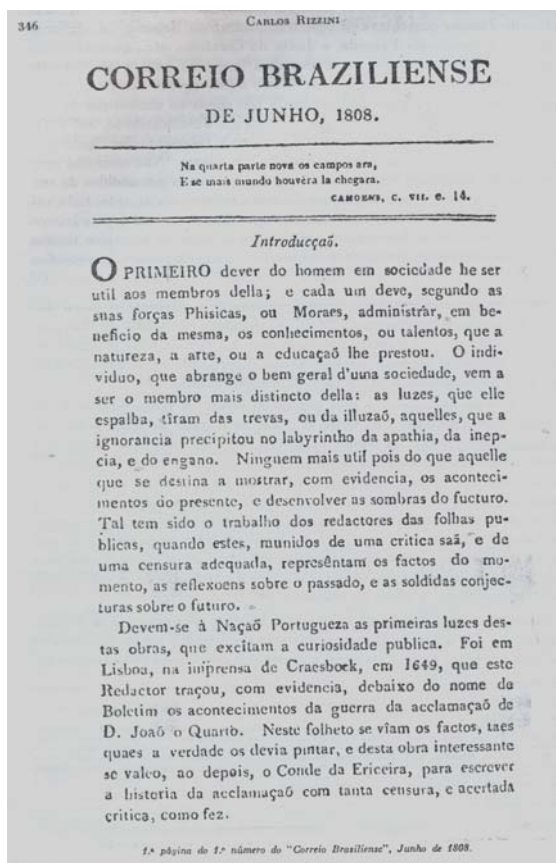 346
CARLOS RIZZINI
CORREIO BRAZILIENSE
DE JUNHO, 1808.
Na quarta parte nova os campos ara,
E se mais mundo houvéra la chegara.
CAMOENS, C. VII. e. 14.
Introducçaõ.
O PRIMEIRO dever do homem em sociedade he ser
util aos membros della; e cada um deve, segundo as
suas forças Phisicas, ou Moraes, administrar, em be-
neficio da mesma, os conhecimentos, ou talentos, que a
natureza, a arte, ou a educaçaõ lhe prestou. O indi-
viduo, que abrange o bem geral d'uma sociedade, vem a
ser o membro mais distincto della: as luzes, que elle
espalha, tiram das trevas, ou da illuzaõ, aquelles, que a
ignorancia precipitou no labyrintho da apathia, da inep-
cia, e do engano. Ninguem mais util pois do que aquelle
que se destina a mostrar, com evidencia, os aconteci-
mentos do presente, e desenvolver as sombras do fucturo.
Tal tem sido o trabalho dos redactores das folhas pu-
blicas, quando estes, munidos de uma critica saã, e de
uma censura adequada, represêntam os factos do mo-
mento, as reflexoens sobre o passado, e as soldidas conjec-
turas sobre o futuro.
Devem-se à Naçaõ Portugueza as primeiras luzes des-
tas obras, que excitam a curiosidade publica. Foi em
Lisboa, na imprensa de Craesboek, em 1649, que este
Redactor traçou, com evidencia, debaixo do nome de
Boletim os acontecimentos da guerra da acclamaçaõ de
D. Joaõ o Quarto. Neste folheto se vîam os factos, taes
quaes a verdade os devia pintar, e desta obra interessante
se valeo, ao depois, o Conde da Ericeira, para escrever
a historia da acclamaçaõ com tanta censura, e acertada
critica, como fez.
1.ª página do 1.º número do "Correio Brasiliense", Junho de 1808.